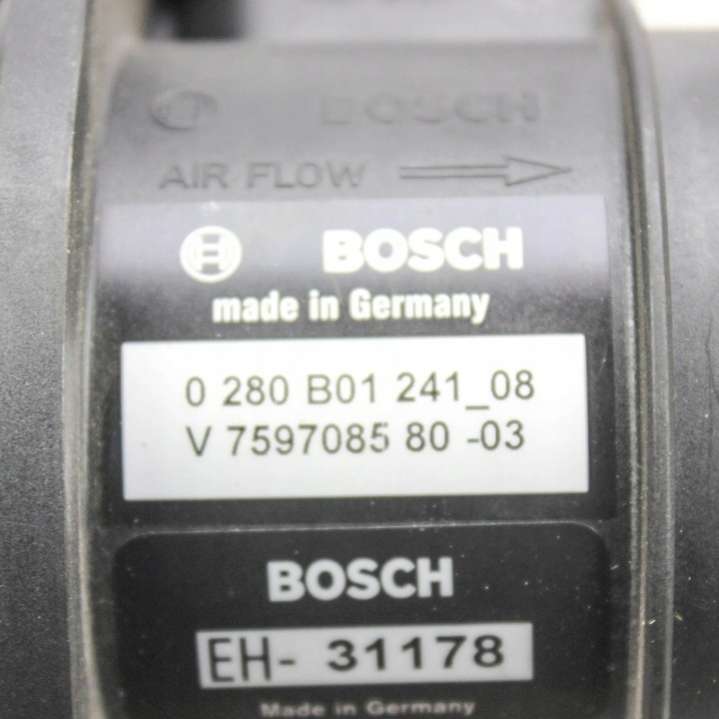 BOSCH
AIR FLOW
BOSCH
made in Germany
0 280 B01 241_08
V 7597085 80 -03
BOSCH
EH- 31178
Made in Germany